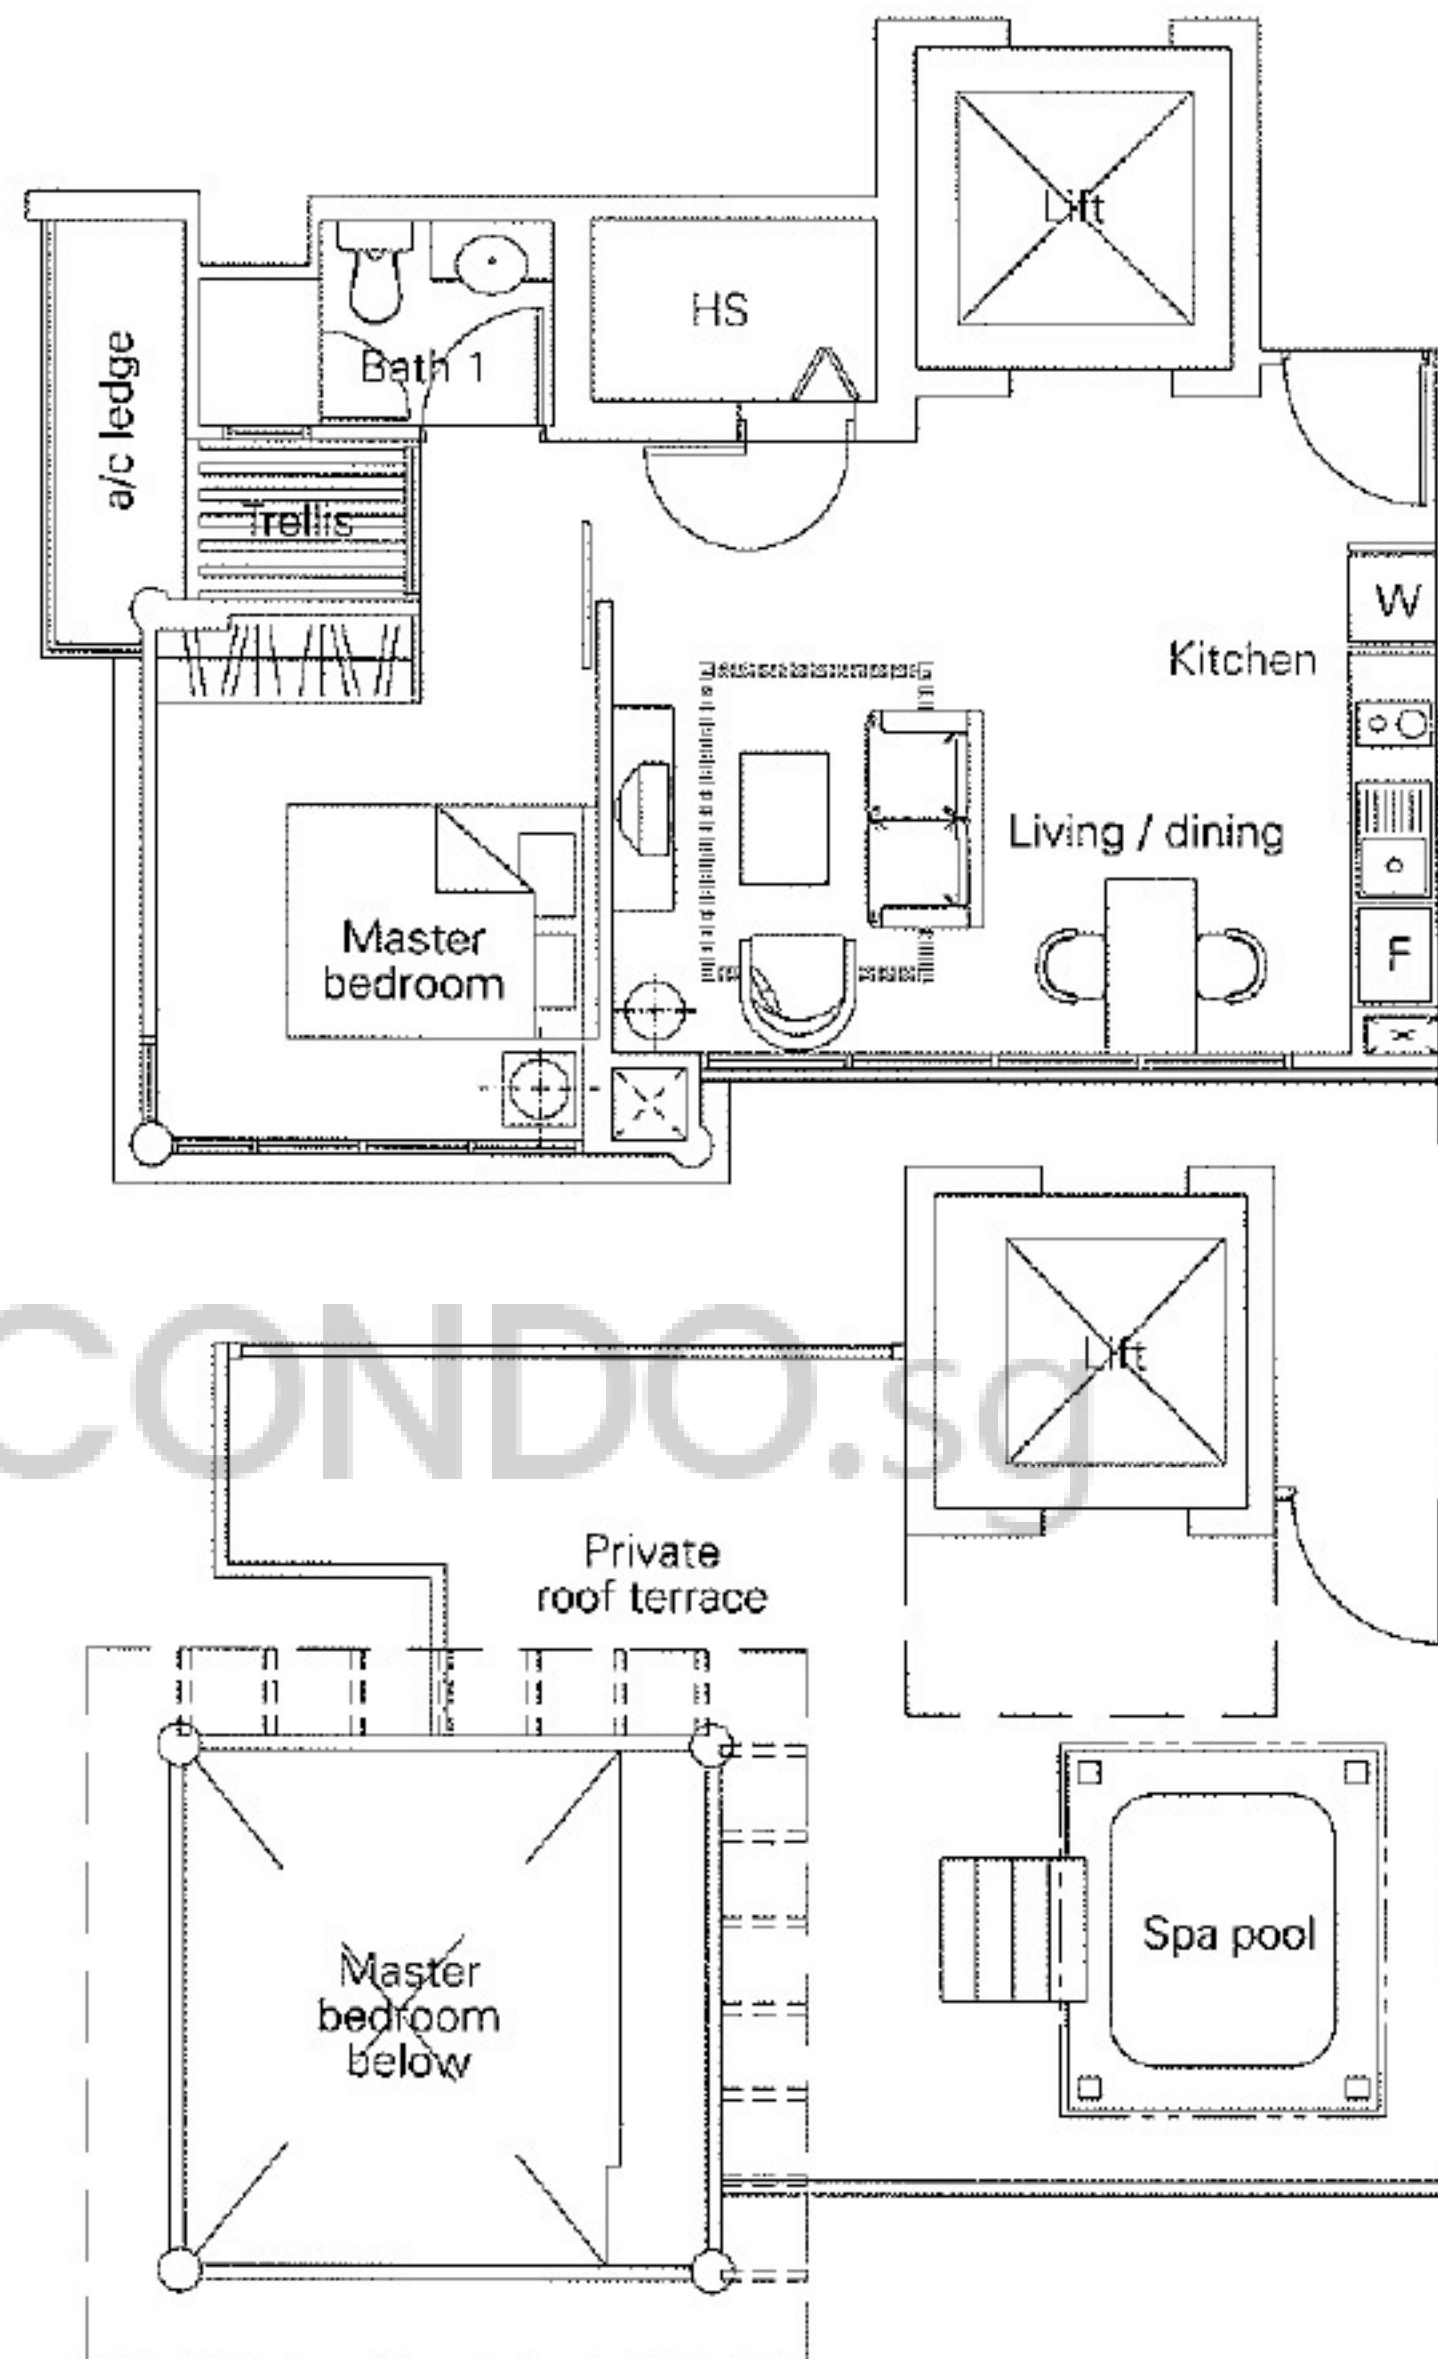 Lift
HS
Bath 1
a/c ledge
Trellis
W
Kitchen
Living / dining
Master
bedroom
F
Lift
CONDO.sg
Private
roof terrace
Spa pool
Master
bedroom
below